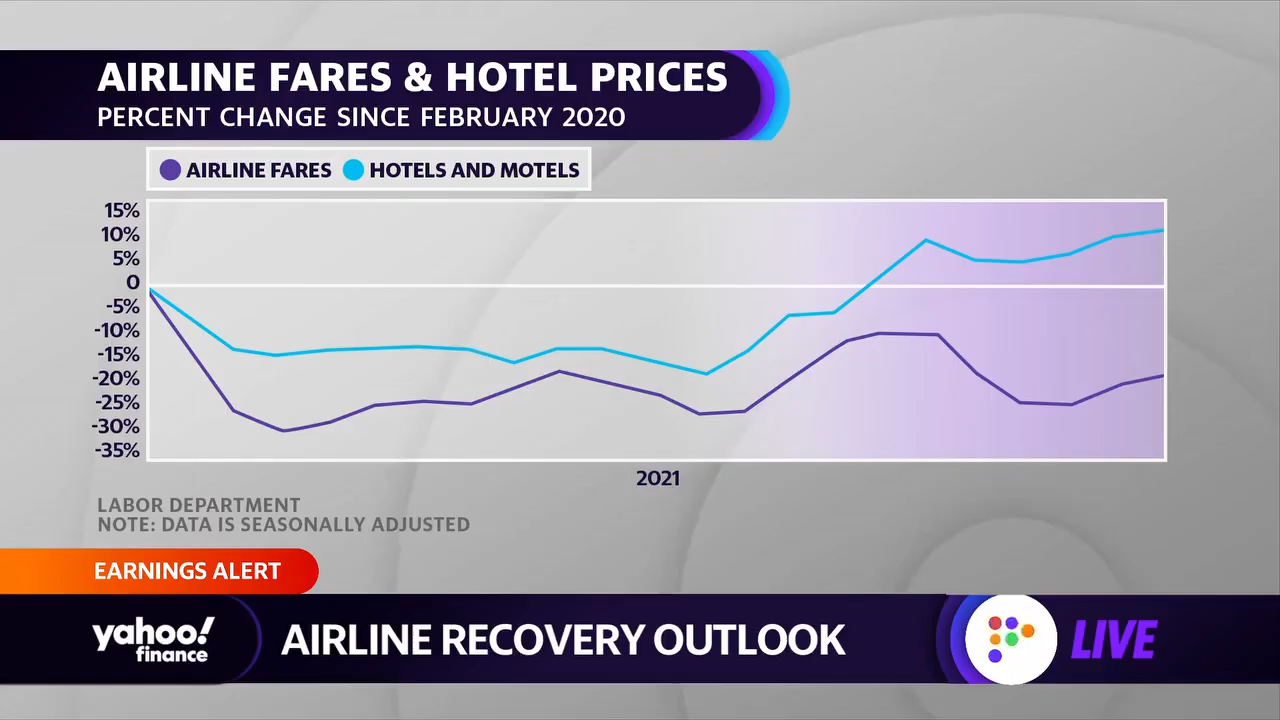 AIRLINE FARES & HOTEL PRICES
PERCENT CHANGE SINCE FEBRUARY 2020
AIRLINE FARES HOTELS AND MOTELS
15%
10%
5%
0
-5%
-10%
-15%
-20%
-25%
-30%
-35%
2021
LABOR DEPARTMENT
NOTE: DATA IS SEASONALLY ADJUSTED
EARNINGS ALERT
yahoo!
finance
AIRLINE RECOVERY OUTLOOK
LIVE